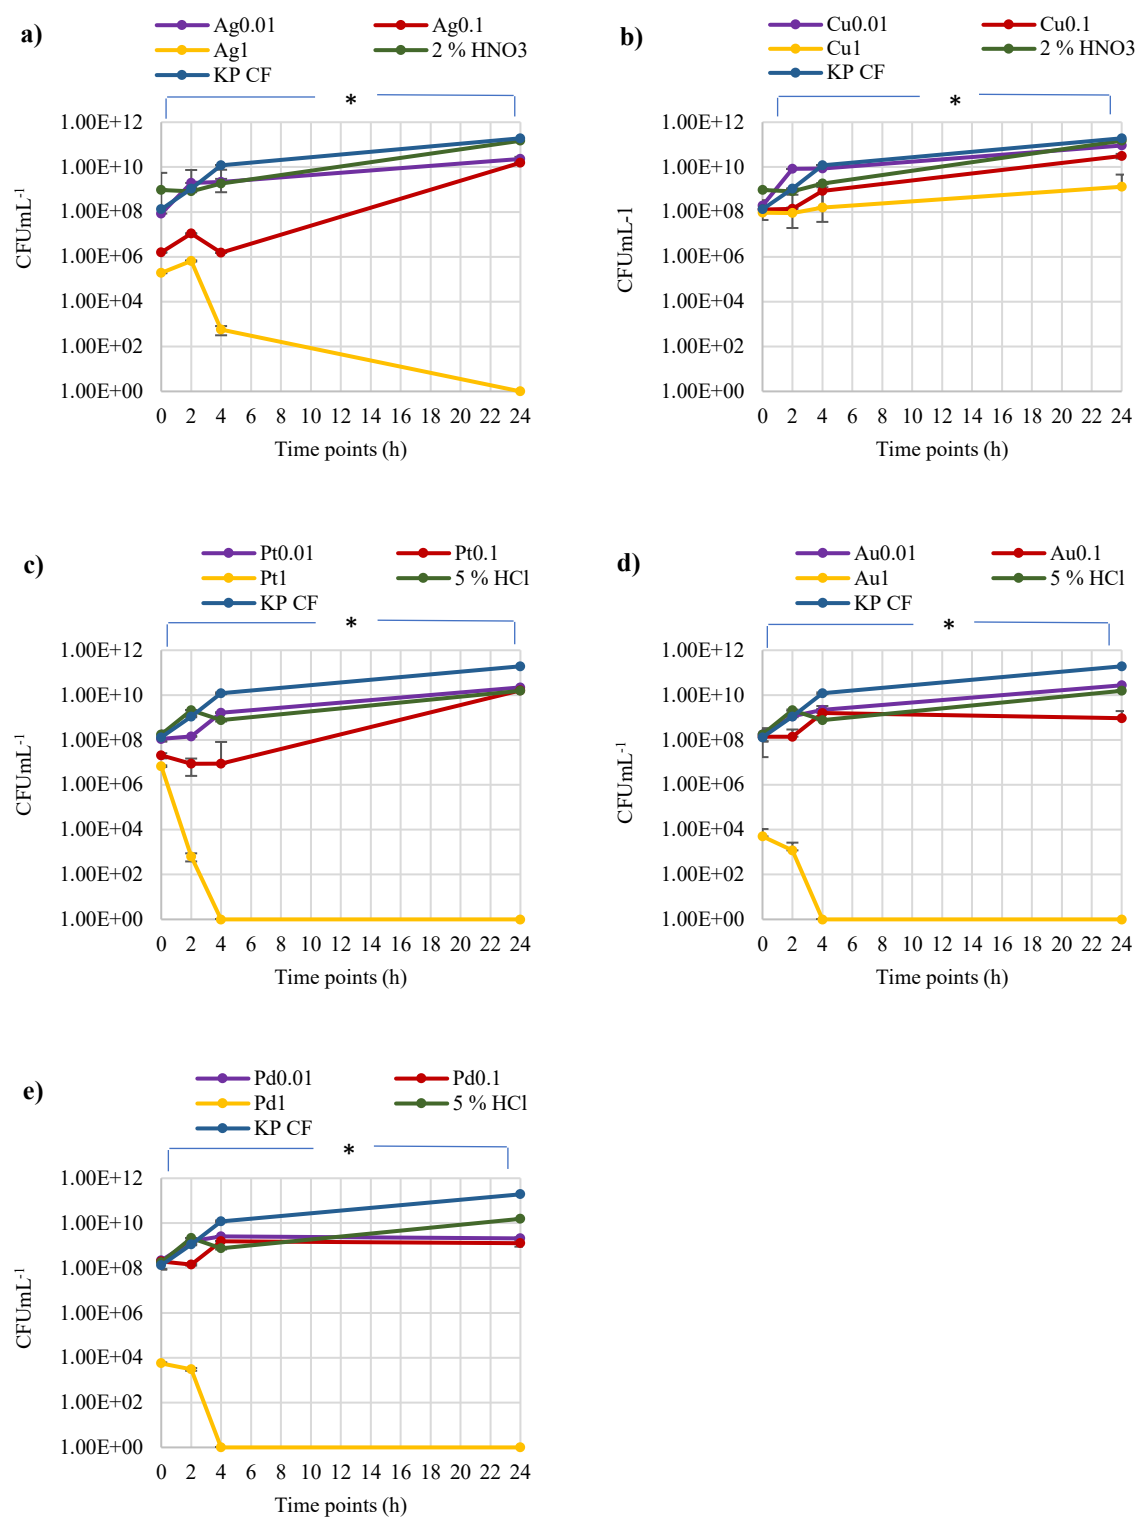 a)
Ag0.01 Ag0.1
Ag1 2 % HNO3
KP CF
*
1.00E+12
1.00E+10
1.00E+08
1.00E+06
1.00E+04
1.00E+02
1.00E+00
CFUmL-1
0 2 4 6 8 10 12 14 16 18 20 22 24
Time points (h)
b)
Cu0.01 Cu0.1
Cu1 2 % HNO3
KP CF
*
1.00E+12
1.00E+10
1.00E+08
1.00E+06
1.00E+04
1.00E+02
1.00E+00
CFUmL-1
0 2 4 6 8 10 12 14 16 18 20 22 24
Time points (h)
c)
Pt0.01 Pt0.1
Pt1 5 % HCl
KP CF
*
1.00E+12
1.00E+10
1.00E+08
1.00E+06
1.00E+04
1.00E+02
1.00E+00
CFUmL-1
0 2 4 6 8 10 12 14 16 18 20 22 24
Time points (h)
d)
Au0.01 Au0.1
Au1 5 % HCl
KP CF
*
1.00E+12
1.00E+10
1.00E+08
1.00E+06
1.00E+04
1.00E+02
1.00E+00
CFUmL-1
0 2 4 6 8 10 12 14 16 18 20 22 24
Time points (h)
e)
Pd0.01 Pd0.1
Pd1 5 % HCl
KP CF
*
1.00E+12
1.00E+10
1.00E+08
1.00E+06
1.00E+04
1.00E+02
1.00E+00
CFUmL-1
0 2 4 6 8 10 12 14 16 18 20 22 24
Time points (h)